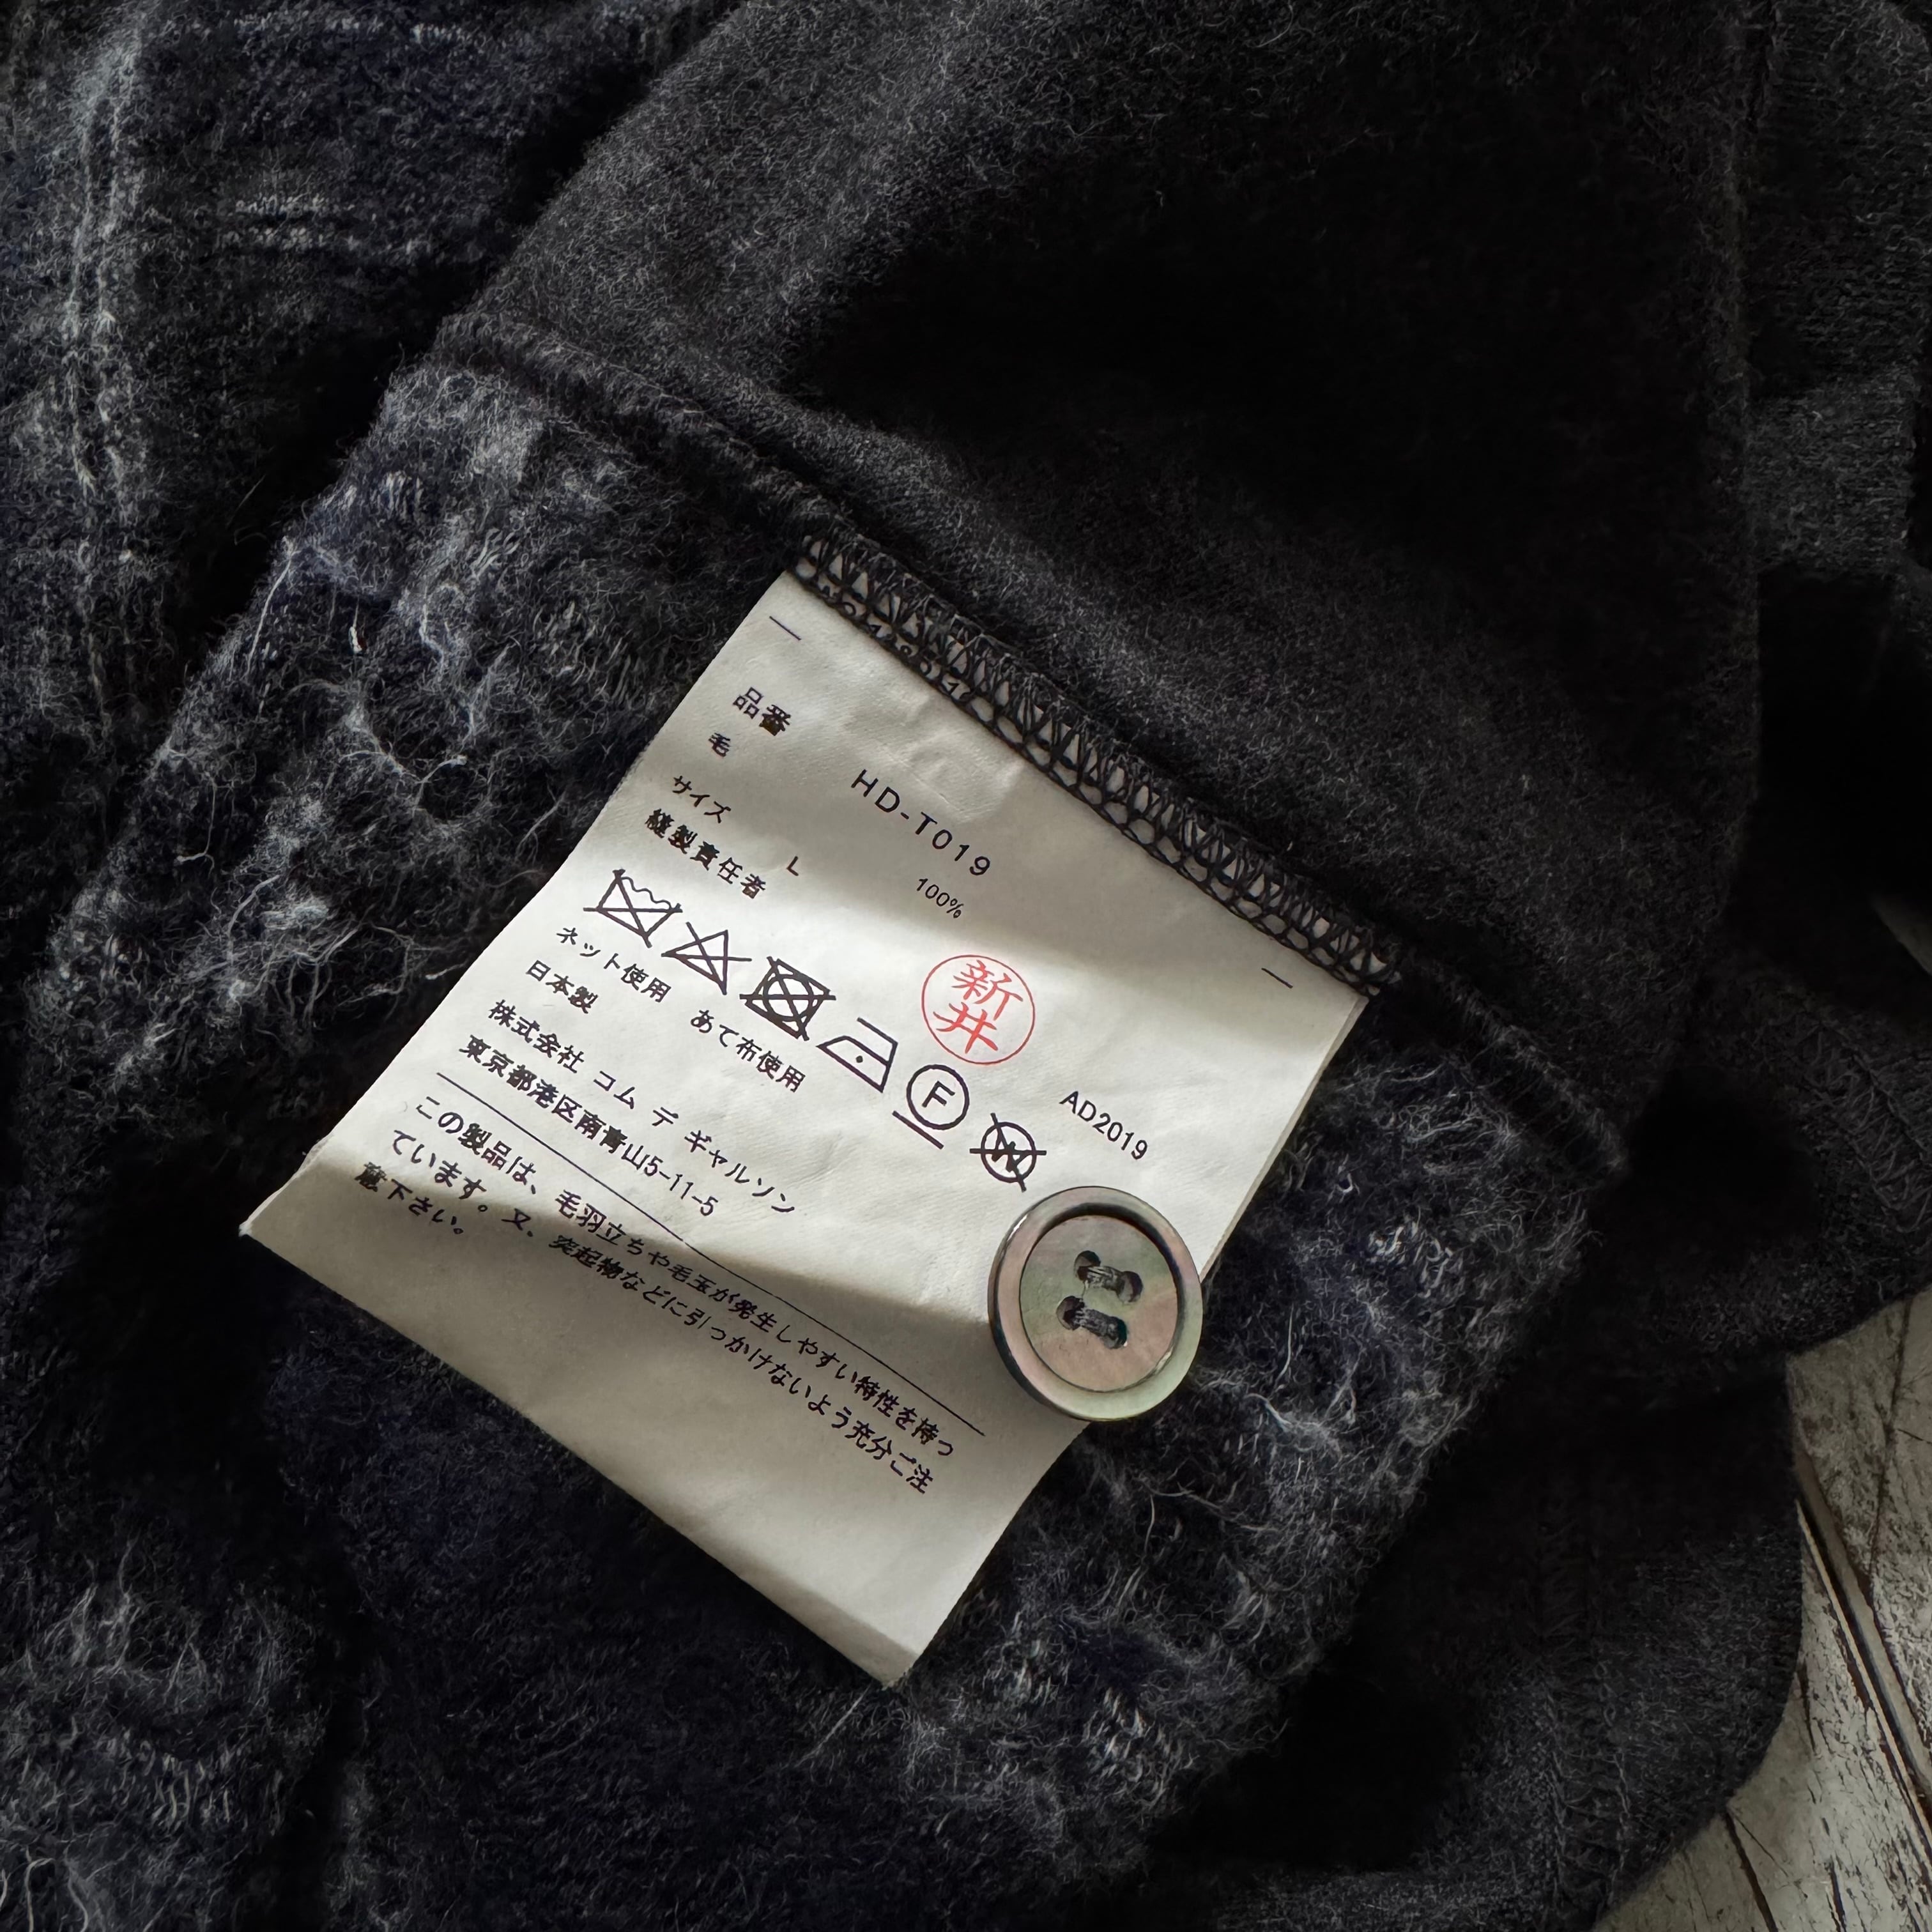 品番 HD-T019
毛 100%
サイズ L
縫製責任者 新井
F
W
ネット使用 あて布使用
日本製 AD2019
株式会社 コム デ ギャルソン
東京都港区南青山5-11-5
この製品は、毛羽立ちや毛玉が発生しやすい特性を持っ
ています。又、突起物などに引っかけないよう充分ご注
意下さい。